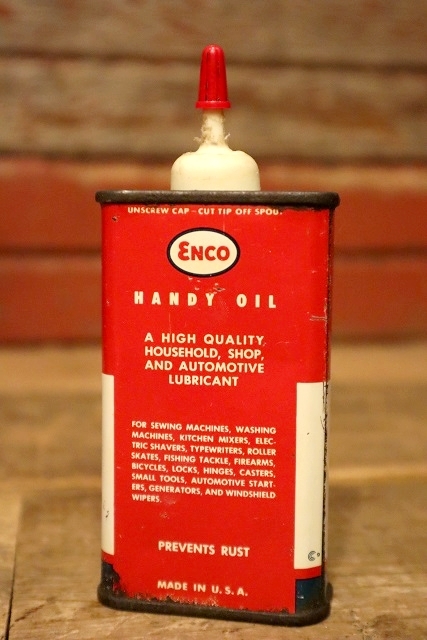 UNSCREW CAP - CUT TIP OFF SPOUT
ENCO
HANDY OIL
A HIGH QUALITY,
HOUSEHOLD, SHOP,
AND AUTOMOTIVE
LUBRICANT
FOR SEWING MACHINES, WASHING
MACHINES, KITCHEN MIXERS, ELEC-
TRIC SHAVERS, TYPEWRITERS, ROLLER
SKATES, FISHING TACKLE, FIREARMS,
BICYCLES, LOCKS, HINGES, CASTERS,
SMALL TOOLS, AUTOMOTIVE START-
ERS, GENERATORS, AND WINDSHIELD
WIPERS.
PREVENTS RUST
MADE IN U.S.A.